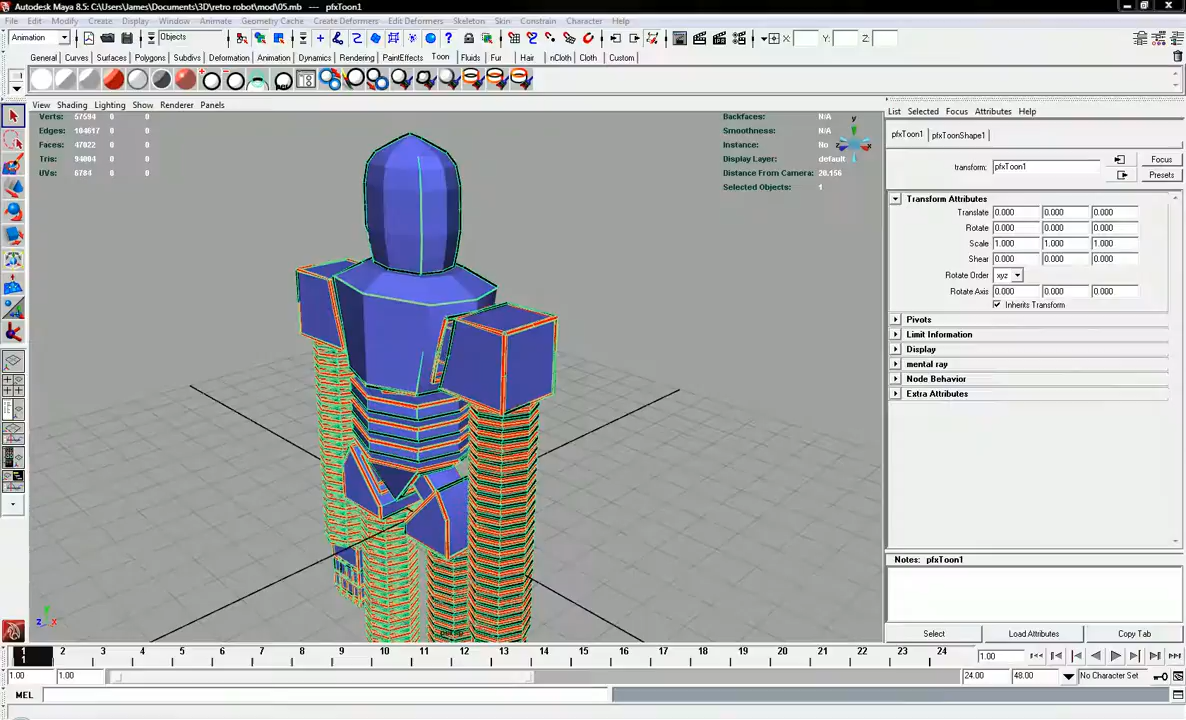 Autodesk Maya 8.5: C:\Users\James\Documents\3D\retro robot\mod\05.mb --- pfxToon1
File Edit Modify Create Display Window Animate Geometry Cache Create Deformers Edit Deformers Skeleton Skin Constrain Character Help
Animation Objects X: Y: Z:
General Curves Surfaces Polygons Subdivs Deformation Animation Dynamics Rendering PaintEffects Toon Fluids Fur Hair nCloth Cloth Custom
View Shading Lighting Show Renderer Panels
List Selected Focus Attributes Help
Verts: 57594 0 0
Edges: 104617 0 0
Faces: 47022 0 0
Tris: 94004 0 0
UVs: 6784 0 0
Backfaces: N/A
Smoothness: N/A
Instance: No
Display Layer: default
Distance From Camera: 20.156
Selected Objects: 1
y
z
x
pfxToon1 pfxToonShape1
transform: pfxToon1
Focus
Presets
Transform Attributes
Translate 0.000 0.000 0.000
Rotate 0.000 0.000 0.000
Scale 1.000 1.000 1.000
Shear 0.000 0.000 0.000
Rotate Order xyz
Rotate Axis 0.000 0.000 0.000
Inherits Transform
Pivots
Limit Information
Display
mental ray
Node Behavior
Extra Attributes
Notes: pfxToon1
Select Load Attributes Copy Tab
y
z x
persp
1 2 3 4 5 6 7 8 9 10 11 12 13 14 15 16 17 18 19 20 21 22 23 24
1 1.00
1.00 1.00 24.00 48.00 No Character Set
MEL